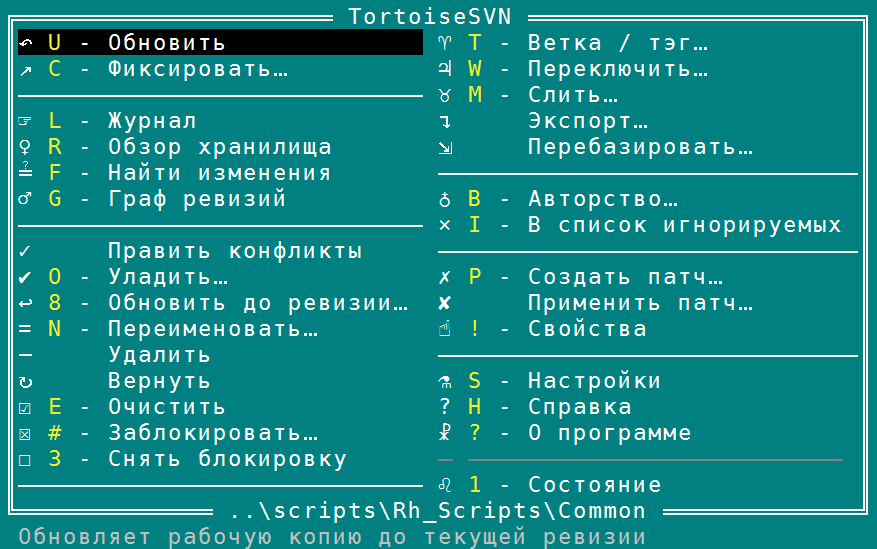 TortoiseSVN
↶ U - Обновить
↗ C - Фиксировать…
☞ L - Журнал
♀ R - Обзор хранилища
≟ F - Найти изменения
♂ G - Граф ревизий
✓ Править конфликты
✔ O - Уладить…
↩ 8 - Обновить до ревизии…
= N - Переименовать…
— Удалить
↻ Вернуть
☑ E - Очистить
☒ # - Заблокировать…
☐ 3 - Снять блокировку
♈ T - Ветка / тэг…
♃ W - Переключить…
♉ M - Слить…
↴ Экспорт…
⇲ Перебазировать…
♁ B - Авторство…
× I - В список игнорируемых
✗ P - Создать патч…
✘ Применить патч…
☝ ! - Свойства
⚗ S - Настройки
? H - Справка
☧ ? - О программе
♌ 1 - Состояние
..\scripts\Rh_Scripts\Common
Обновляет рабочую копию до текущей ревизии